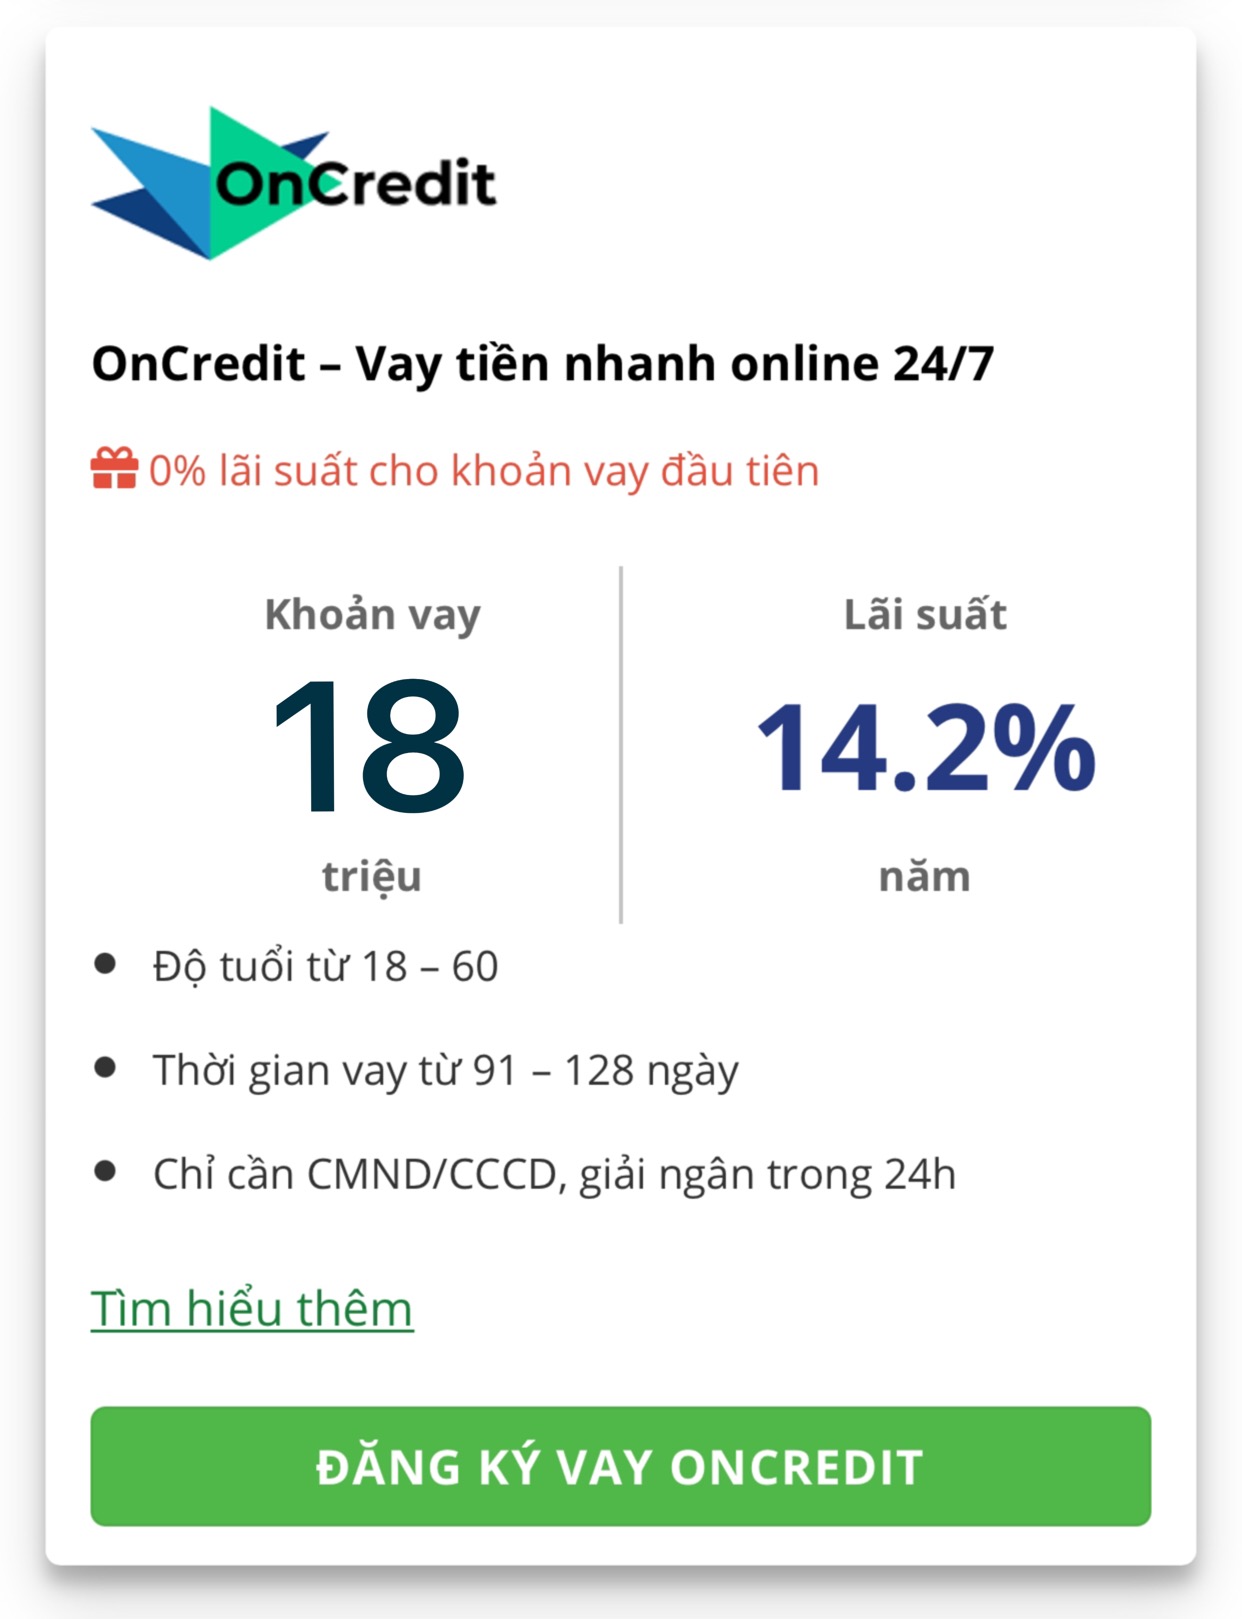 OnCredit
OnCredit – Vay tiền nhanh online 24/7
0% lãi suất cho khoản vay đầu tiên
Khoản vay
18
triệu
Lãi suất
14.2%
năm
• Độ tuổi từ 18 – 60
• Thời gian vay từ 91 – 128 ngày
• Chỉ cần CMND/CCCD, giải ngân trong 24h
Tìm hiểu thêm
ĐĂNG KÝ VAY ONCREDIT